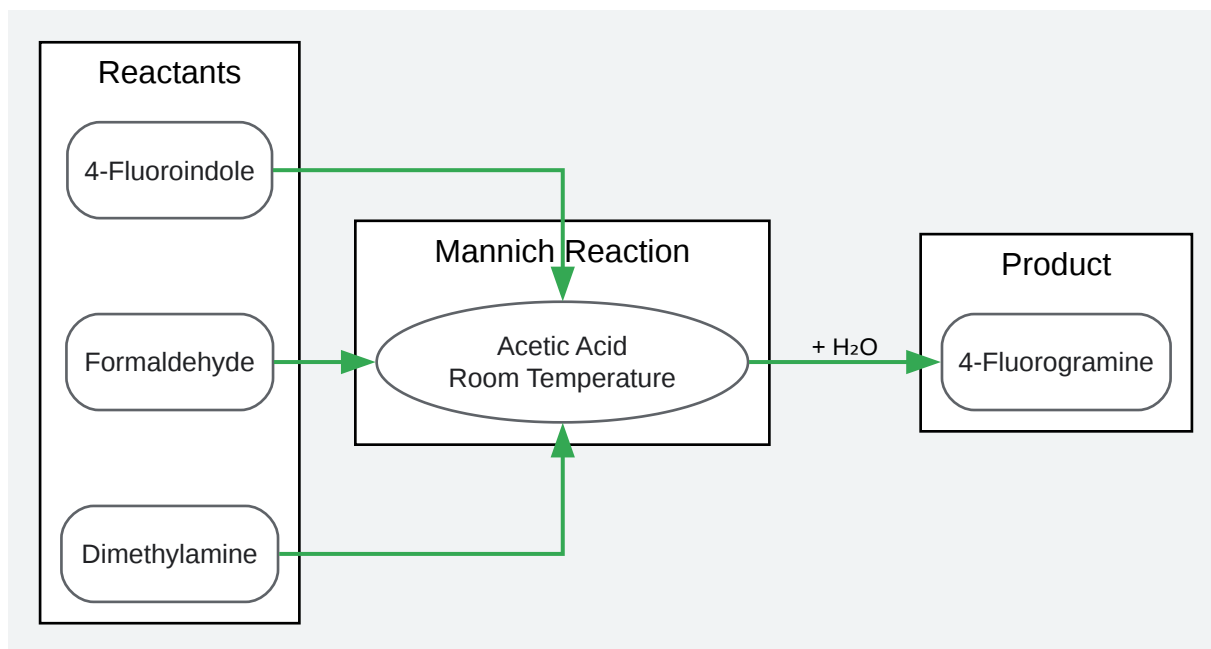 Reactants
4-Fluoroindole
Formaldehyde
Dimethylamine
Mannich Reaction
Acetic Acid
Room Temperature
+ H₂O
Product
4-Fluorogramine